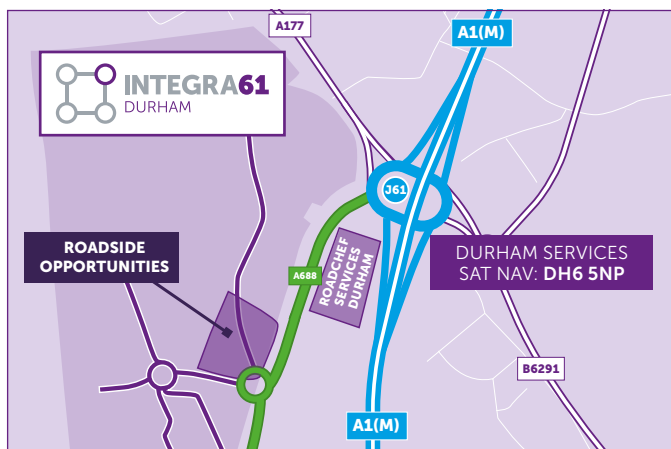 A177
A1(M)
INTEGRA61
DURHAM
J61
ROADSIDE
OPPORTUNITIES
A688
ROADCHEF
SERVICES
DURHAM
DURHAM SERVICES
SAT NAV: DH6 5NP
B6291
A1(M)